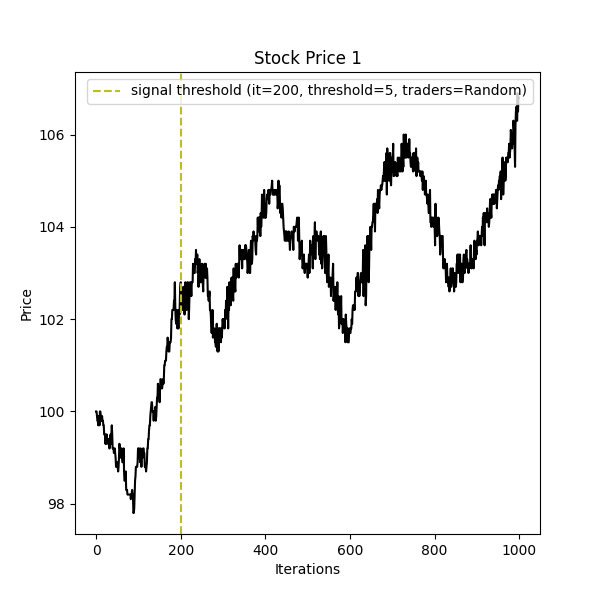 Stock Price 1
signal threshold (it=200, threshold=5, traders=Random)
106
104
102
100
98
Price
0 200 400 600 800 1000
Iterations